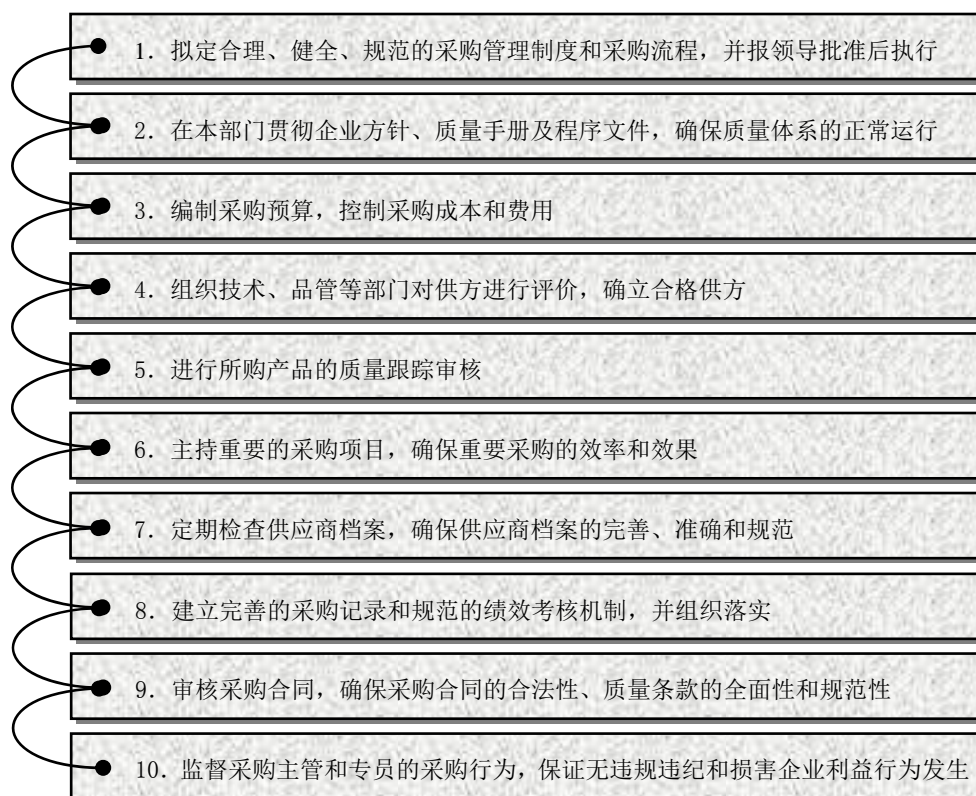 1. 拟定合理、健全、规范的采购管理制度和采购流程，并报领导批准后执行
2. 在本部门贯彻企业方针、质量手册及程序文件，确保质量体系的正常运行
3. 编制采购预算，控制采购成本和费用
4. 组织技术、品管等部门对供方进行评价，确立合格供方
5. 进行所购产品的质量跟踪审核
6. 主持重要的采购项目，确保重要采购的效率和效果
7. 定期检查供应商档案，确保供应商档案的完善、准确和规范
8. 建立完善的采购记录和规范的绩效考核机制，并组织落实
9. 审核采购合同，确保采购合同的合法性、质量条款的全面性和规范性
10. 监督采购主管和专员的采购行为，保证无违规违纪和损害企业利益行为发生